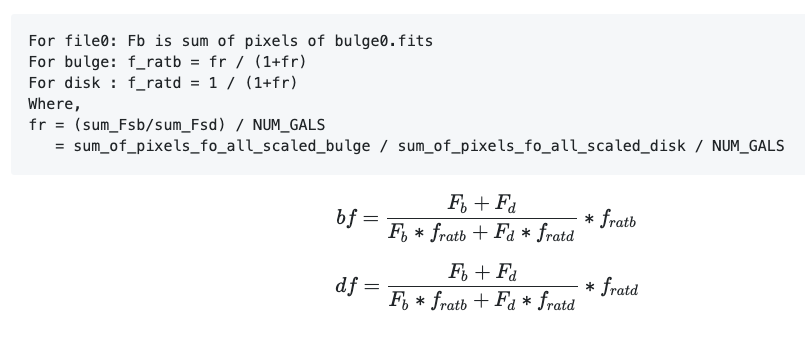 For file0: Fb is sum of pixels of bulge0.fits
For bulge: f_ratb = fr / (1+fr)
For disk : f_ratd = 1 / (1+fr)
Where,
fr = (sum_Fsb/sum_Fsd) / NUM_GALS
   = sum_of_pixels_fo_all_scaled_bulge / sum_of_pixels_fo_all_scaled_disk / NUM_GALS
bf = \frac{F_b + F_d}{F_b * f_{ratb} + F_d * f_{ratd}} * f_{ratb}
df = \frac{F_b + F_d}{F_b * f_{ratb} + F_d * f_{ratd}} * f_{ratd}